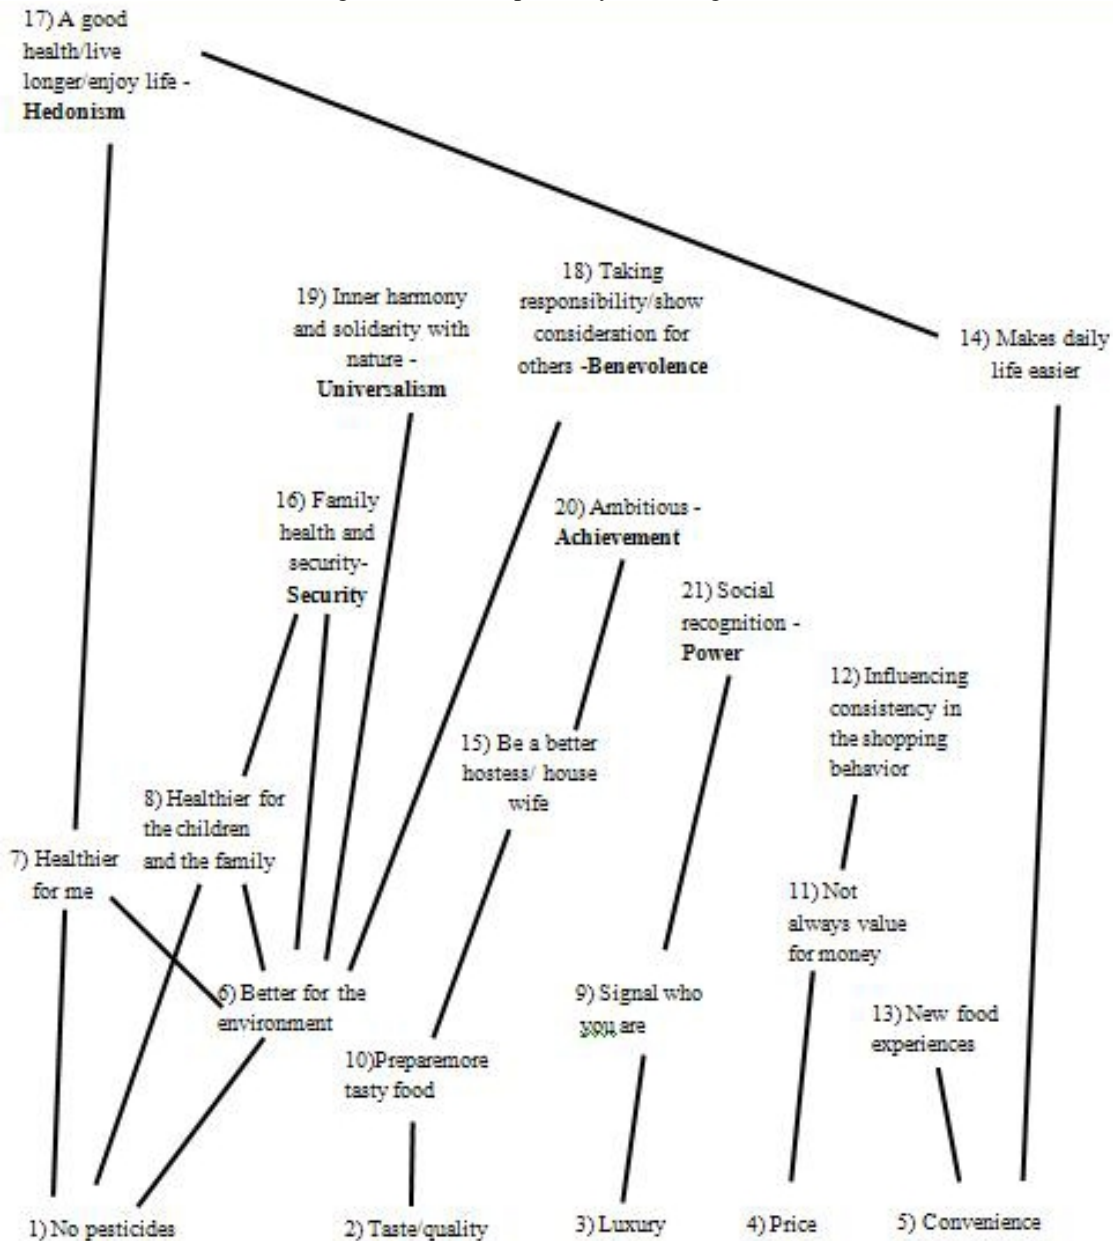 17) A good
health/live
longer/enjoy life -
Hedonism
18) Taking
responsibility/show
consideration for
others -Benevolence
19) Inner harmony
and solidarity with
nature -
Universalism
14) Makes daily
life easier
16) Family
health and
security-
Security
20) Ambitious -
Achievement
21) Social
recognition -
Power
12) Influencing
consistency in
the shopping
behavior
15) Be a better
hostess/ house
wife
8) Healthier for
the children
and the family
7) Healthier
for me
11) Not
always value
for money
6) Better for the
environment
9) Signal who
you are
13) New food
experiences
10)Preparemore
tasty food
1) No pesticides
2) Taste/quality
3) Luxury
4) Price
5) Convenience